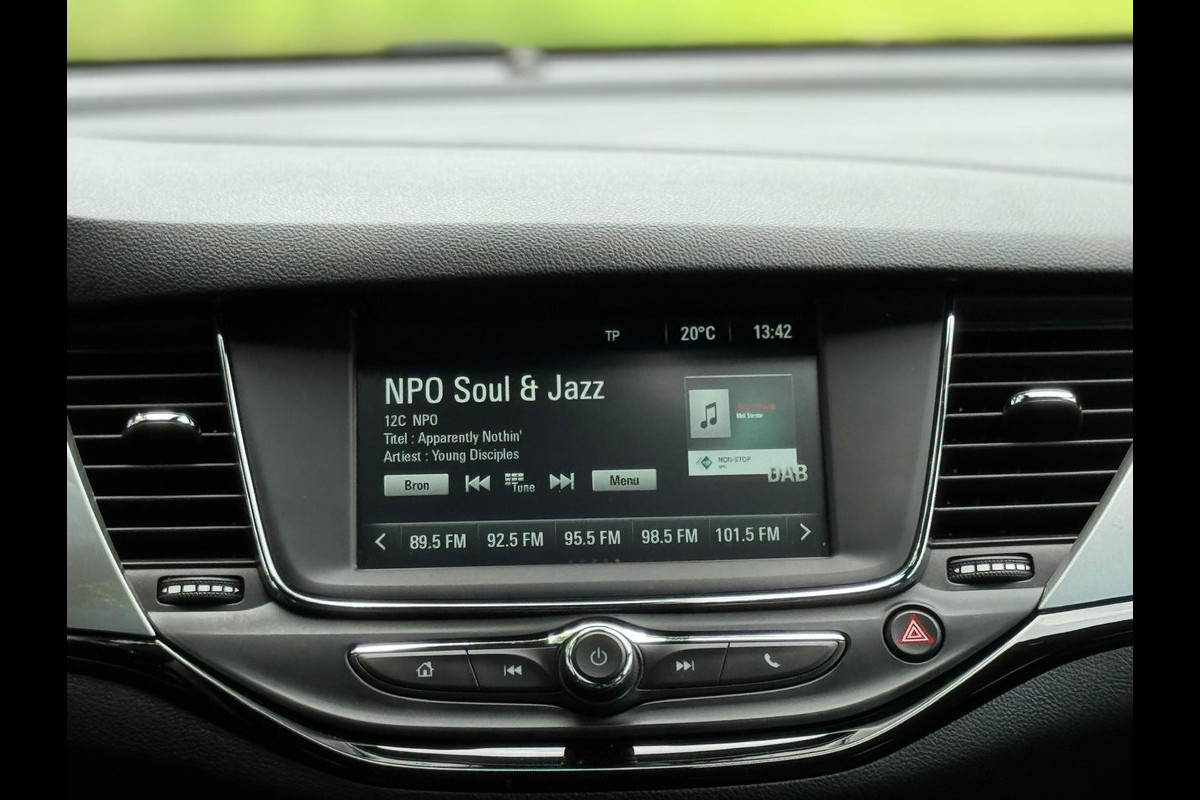 TP 20°C 13:42
NPO Soul & Jazz
12C NPO
Titel : Apparently Nothin'
Artiest : Young Disciples
NON-STOP
DAB
Bron Tune Menu
89.5 FM 92.5 FM 95.5 FM 98.5 FM 101.5 FM